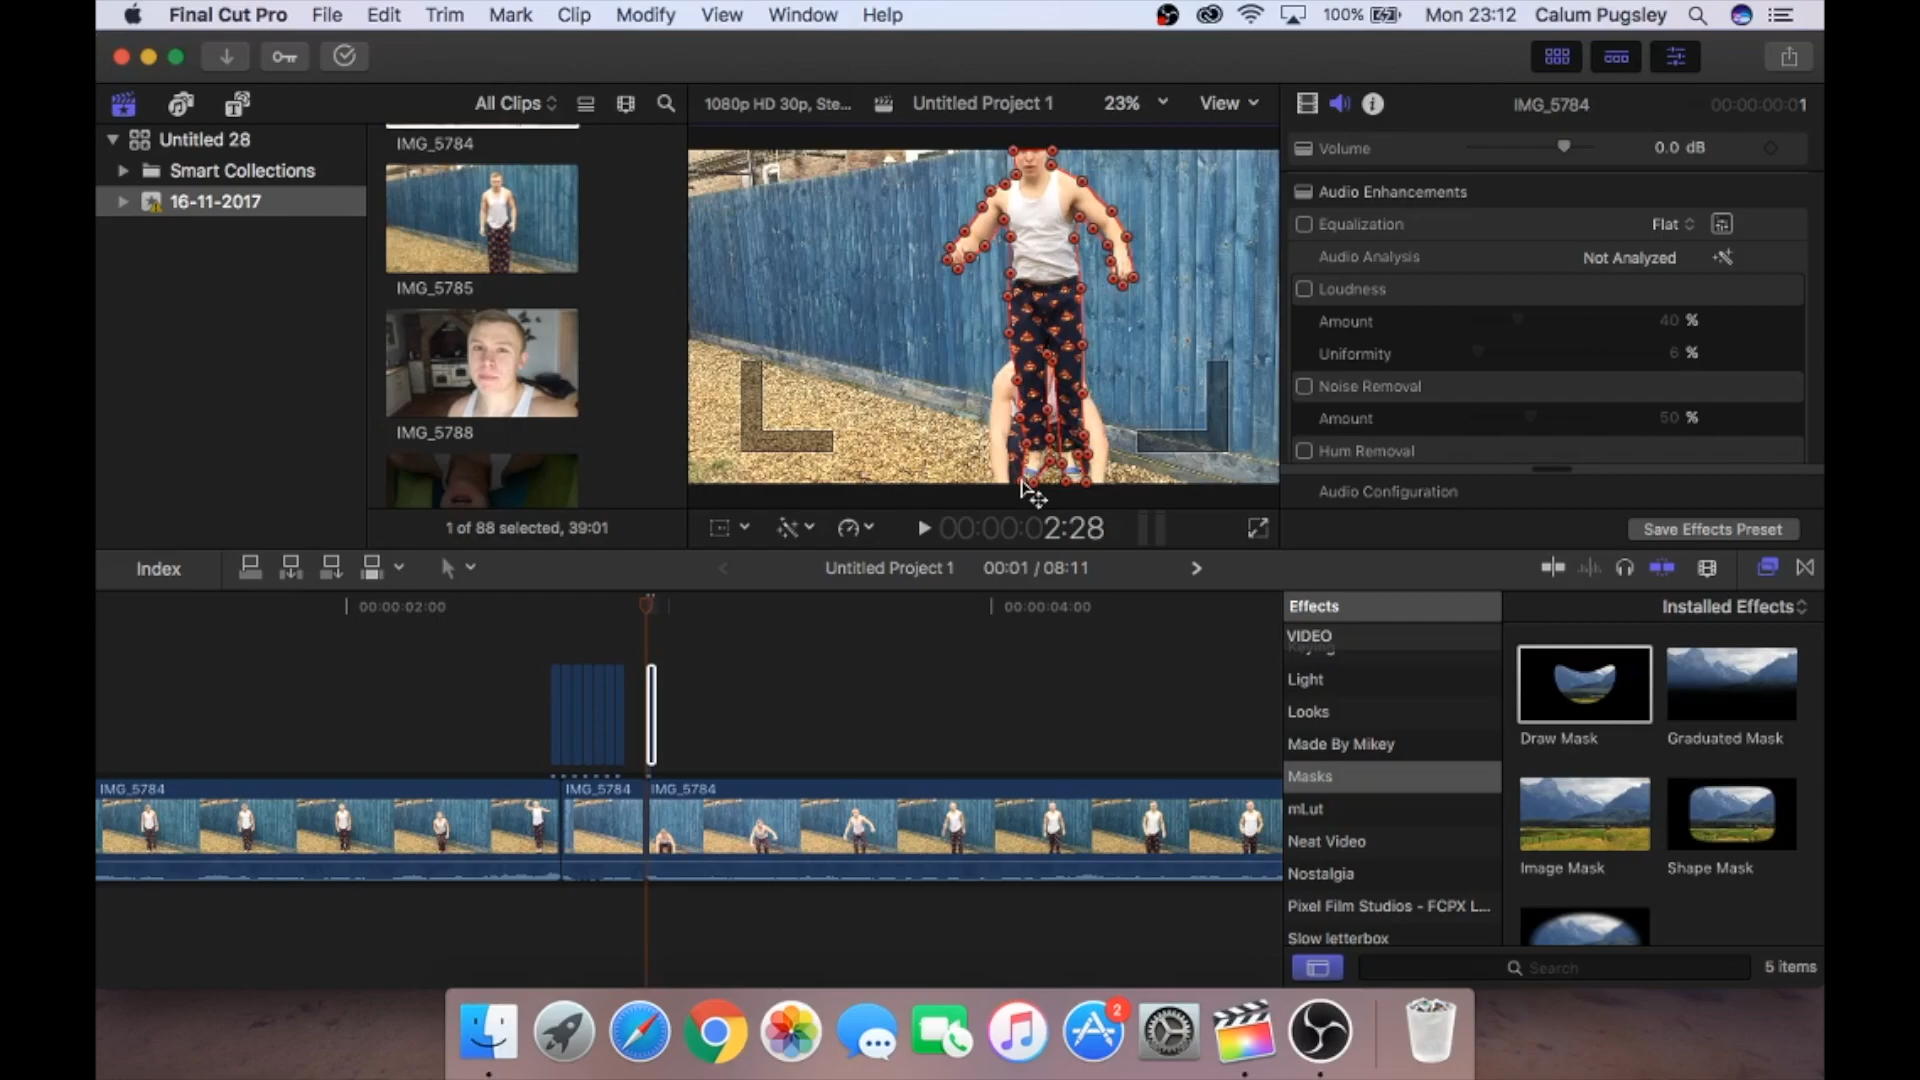 Final Cut Pro File Edit Trim Mark Clip Modify View Window Help 100% Mon 23:12 Calum Pugsley
All Clips 1080p HD 30p, Ste... Untitled Project 1 23% View IMG_5784 00:00:00:01
Untitled 28
Smart Collections
16-11-2017
IMG_5784
IMG_5785
IMG_5788
1 of 88 selected, 39:01
00:00:02:28
Volume 0.0 dB
Audio Enhancements
Equalization Flat
Audio Analysis Not Analyzed
Loudness
Amount 40 %
Uniformity 6 %
Noise Removal
Amount 50 %
Hum Removal
Audio Configuration
Save Effects Preset
Index Untitled Project 1 00:01 / 08:11
00:00:02:00 00:00:04:00
IMG_5784 IMG_5784 IMG_5784
Effects Installed Effects
VIDEO
Keying
Light
Looks
Made By Mikey
Masks
mLut
Neat Video
Nostalgia
Pixel Film Studios - FCPX L...
Slow letterbox
Draw Mask Graduated Mask
Image Mask Shape Mask
Search 5 items
2